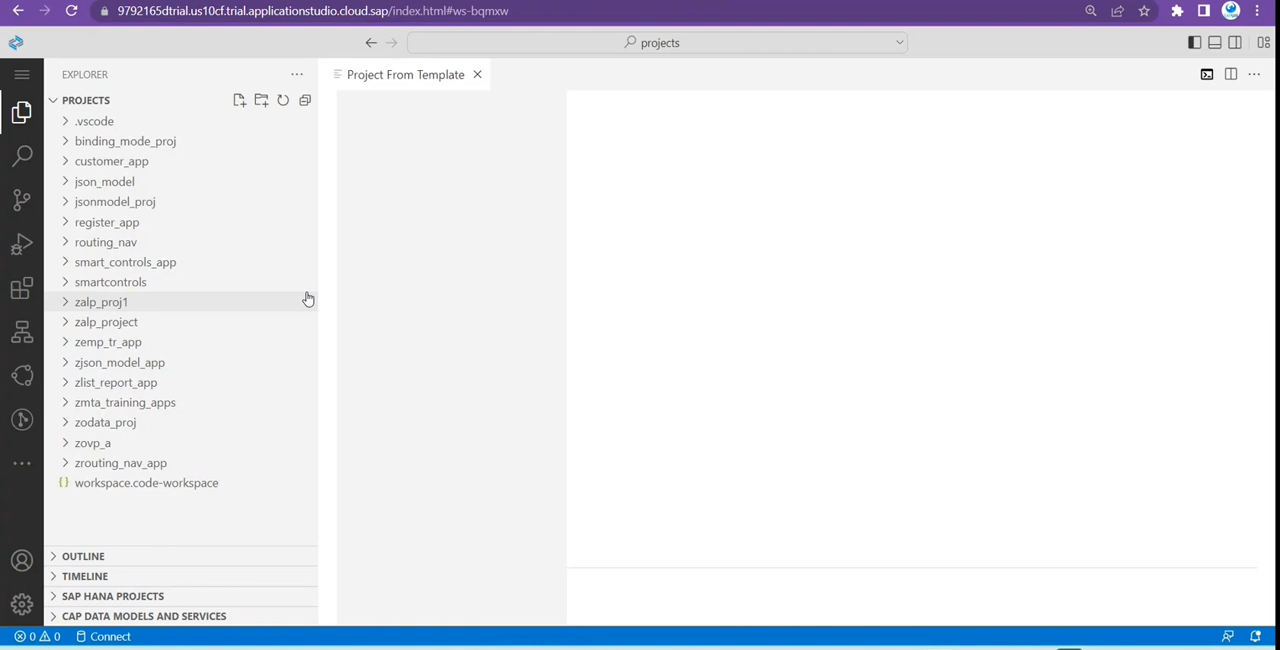 9792165dtrial.us10cf.trial.applicationstudio.cloud.sap/index.html#ws-bqmxw
projects
EXPLORER
Project From Template
PROJECTS
.vscode
binding_mode_proj
customer_app
json_model
jsonmodel_proj
register_app
routing_nav
smart_controls_app
smartcontrols
zalp_proj1
zalp_project
zemp_tr_app
zjson_model_app
zlist_report_app
zmta_training_apps
zodata_proj
zovp_a
zrouting_nav_app
{} workspace.code-workspace
OUTLINE
TIMELINE
SAP HANA PROJECTS
CAP DATA MODELS AND SERVICES
0 0 Connect